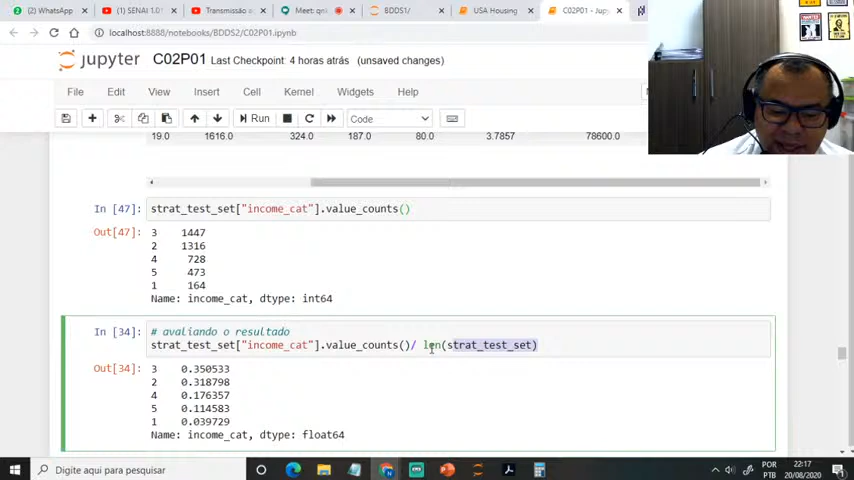 (2) WhatsApp
(1) SENAI 1.01
Transmissão ao
Meet: qnl
BDDS1/
USA Housing
C02P01 - Jupy
localhost:8888/notebooks/BDDS2/C02P01.ipynb
jupyter C02P01 Last Checkpoint: 4 horas atrás (unsaved changes)
File Edit View Insert Cell Kernel Widgets Help
Run Code
19.0 1616.0 324.0 187.0 80.0 3.7857 78600.0
In [47]: strat_test_set["income_cat"].value_counts()
Out[47]: 3 1447
2 1316
4 728
5 473
1 164
Name: income_cat, dtype: int64
In [34]: # avaliando o resultado
strat_test_set["income_cat"].value_counts()/ len(strat_test_set)
Out[34]: 3 0.350533
2 0.318798
4 0.176357
5 0.114583
1 0.039729
Name: income_cat, dtype: float64
Digite aqui para pesquisar
POR
PTB
22:17
20/08/2020